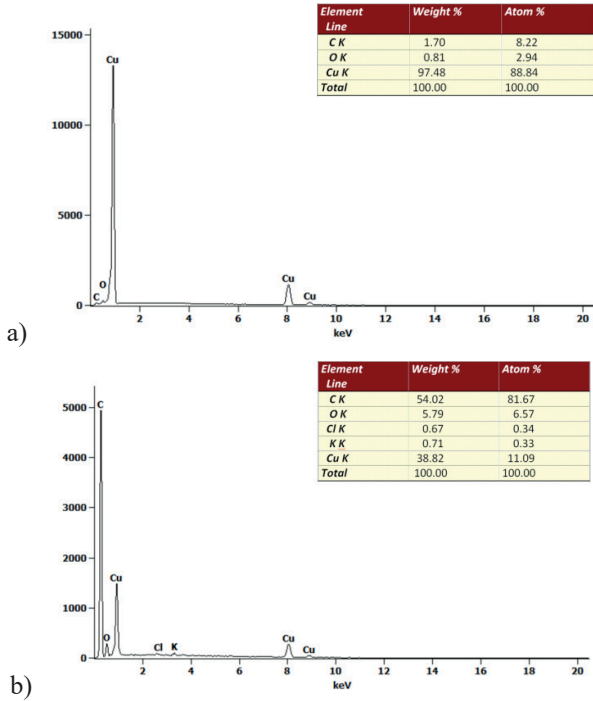 Element Line Weight % Atom %
C K 1.70 8.22
O K 0.81 2.94
Cu K 97.48 88.84
Total 100.00 100.00
15000
10000
5000
0
Cu
C
O
Cu
Cu
2 4 6 8 10 12 14 16 18 20
keV
a)
Element Line Weight % Atom %
C K 54.02 81.67
O K 5.79 6.57
Cl K 0.67 0.34
K K 0.71 0.33
Cu K 38.82 11.09
Total 100.00 100.00
5000
4000
3000
2000
1000
0
C
O
Cu
Cl
K
Cu
Cu
2 4 6 8 10 12 14 16 18 20
keV
b)